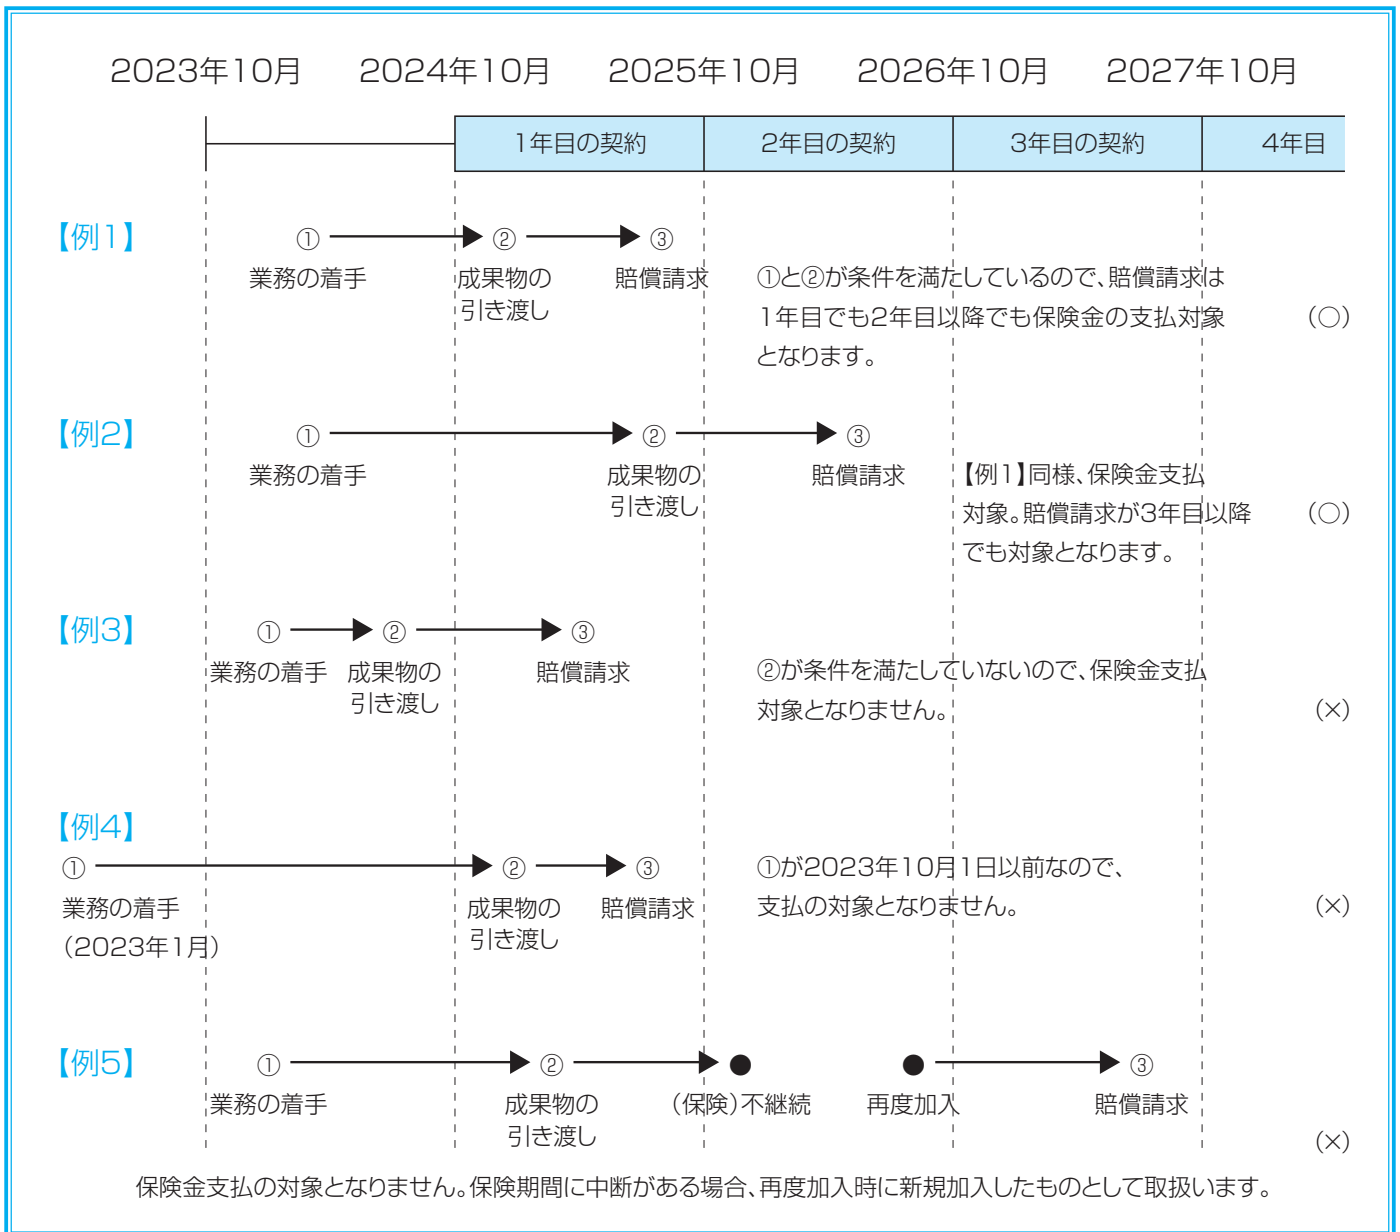 2023年10月 2024年10月 2025年10月 2026年10月 2027年10月
1年目の契約 2年目の契約 3年目の契約 4年目
【例1】
① ② ③
業務の着手 成果物の 賠償請求
引き渡し
①と②が条件を満たしているので、賠償請求は
1年目でも2年目以降でも保険金の支払対象 (○)
となります。
【例2】
① ② ③
業務の着手 成果物の 賠償請求
引き渡し
【例1】同様、保険金支払
対象。賠償請求が3年目以降 (○)
でも対象となります。
【例3】
① ② ③
業務の着手 成果物の 賠償請求
引き渡し
②が条件を満たしていないので、保険金支払
対象となりません。 (×)
【例4】
① ② ③
業務の着手 成果物の 賠償請求
(2023年1月) 引き渡し
①が2023年10月1日以前なので、
支払の対象となりません。 (×)
【例5】
① ② ● ● ③
業務の着手 成果物の (保険)不継続 再度加入 賠償請求
引き渡し
(×)
保険金支払の対象となりません。保険期間に中断がある場合、再度加入時に新規加入したものとして取扱います。